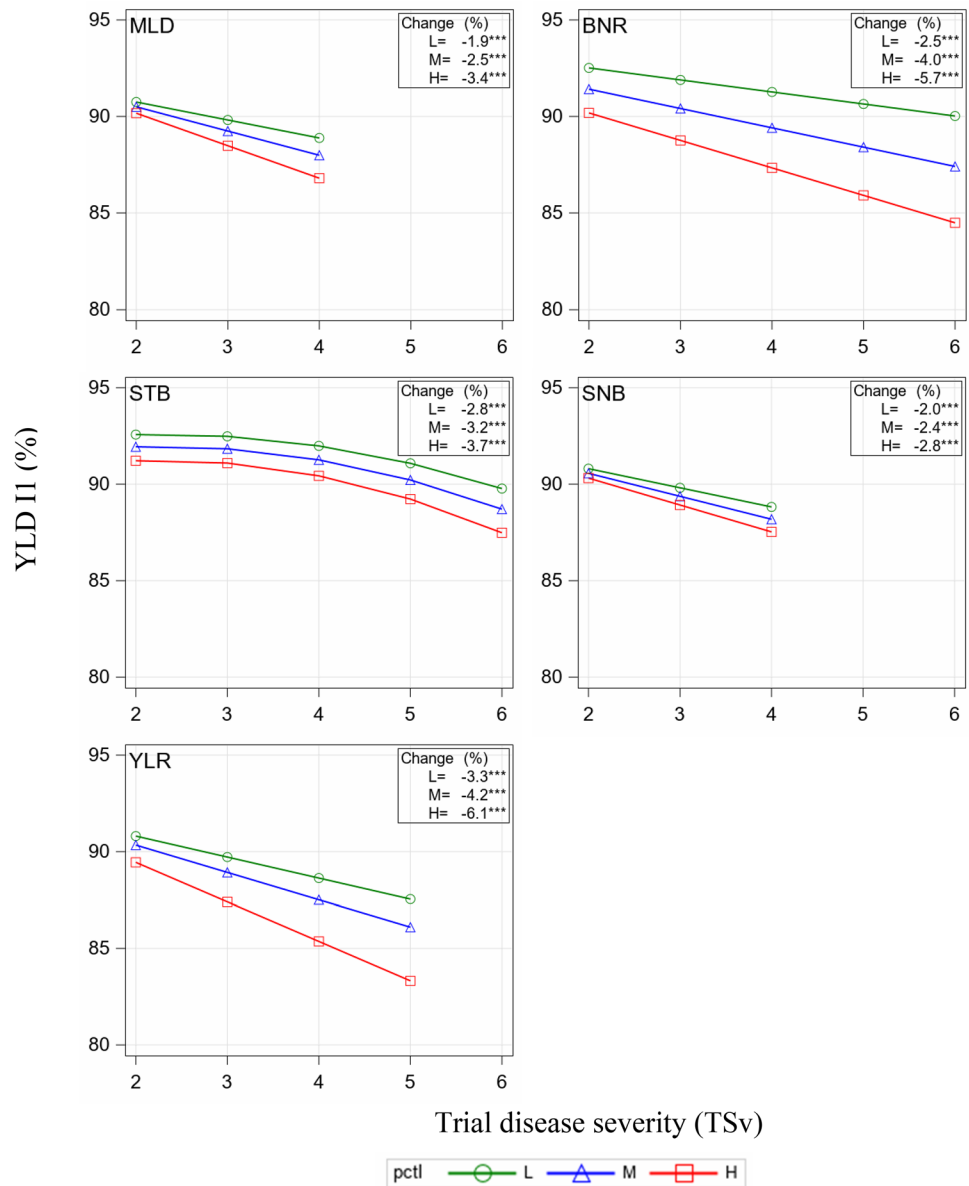 MLD
Change (%)
L= -1.9***
M= -2.5***
H= -3.4***
95
90
85
80
2 3 4 5 6
BNR
Change (%)
L= -2.5***
M= -4.0***
H= -5.7***
95
90
85
80
2 3 4 5 6
STB
Change (%)
L= -2.8***
M= -3.2***
H= -3.7***
95
90
85
80
2 3 4 5 6
SNB
Change (%)
L= -2.0***
M= -2.4***
H= -2.8***
95
90
85
80
2 3 4 5 6
YLD I1 (%)
YLR
Change (%)
L= -3.3***
M= -4.2***
H= -6.1***
95
90
85
80
2 3 4 5 6
Trial disease severity (TSv)
pctl L M H